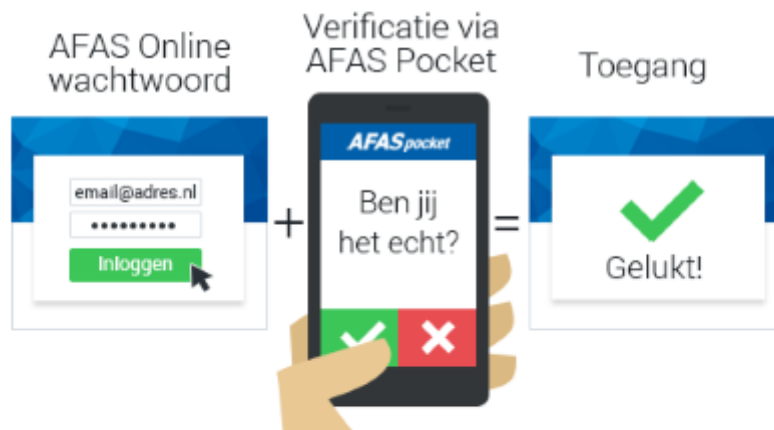 AFAS Online
wachtwoord
email@adres.nl
•••••••••
Inloggen
+
Verificatie via
AFAS Pocket
AFAS pocket
Ben jij
het echt?
=
Toegang
Gelukt!